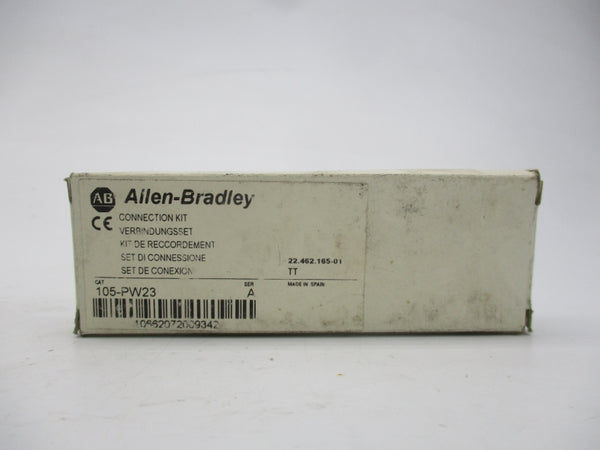 AB Allen-Bradley
CE CONNECTION KIT
VERBINDUNGSSET
KIT DE RECCORDEMENT
SET DI CONNESSIONE 22.462.165-01
SET DE CONEXION TT
CAT SER MADE IN SPAIN
105-PW23 A
10662072009342